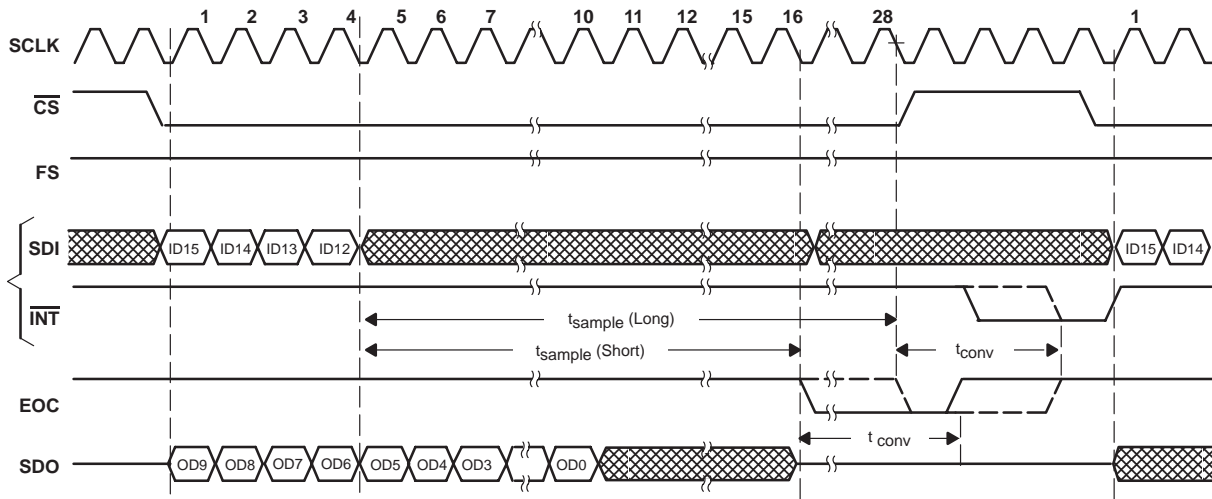 1 2 3 4 5 6 7 10 11 12 15 16 28 1
SCLK
CS
FS
SDI ID15 ID14 ID13 ID12 ID15 ID14
INT
tsample (Long)
tsample (Short) tconv
EOC
t conv
SDO OD9 OD8 OD7 OD6 OD5 OD4 OD3 OD0